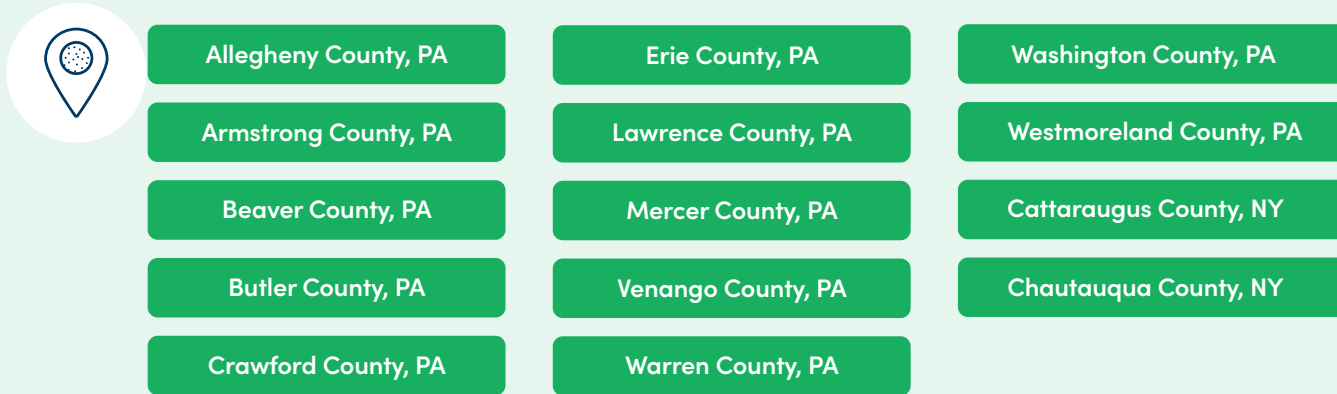 Allegheny County, PA
Armstrong County, PA
Beaver County, PA
Butler County, PA
Crawford County, PA
Erie County, PA
Lawrence County, PA
Mercer County, PA
Venango County, PA
Warren County, PA
Washington County, PA
Westmoreland County, PA
Cattaraugus County, NY
Chautauqua County, NY